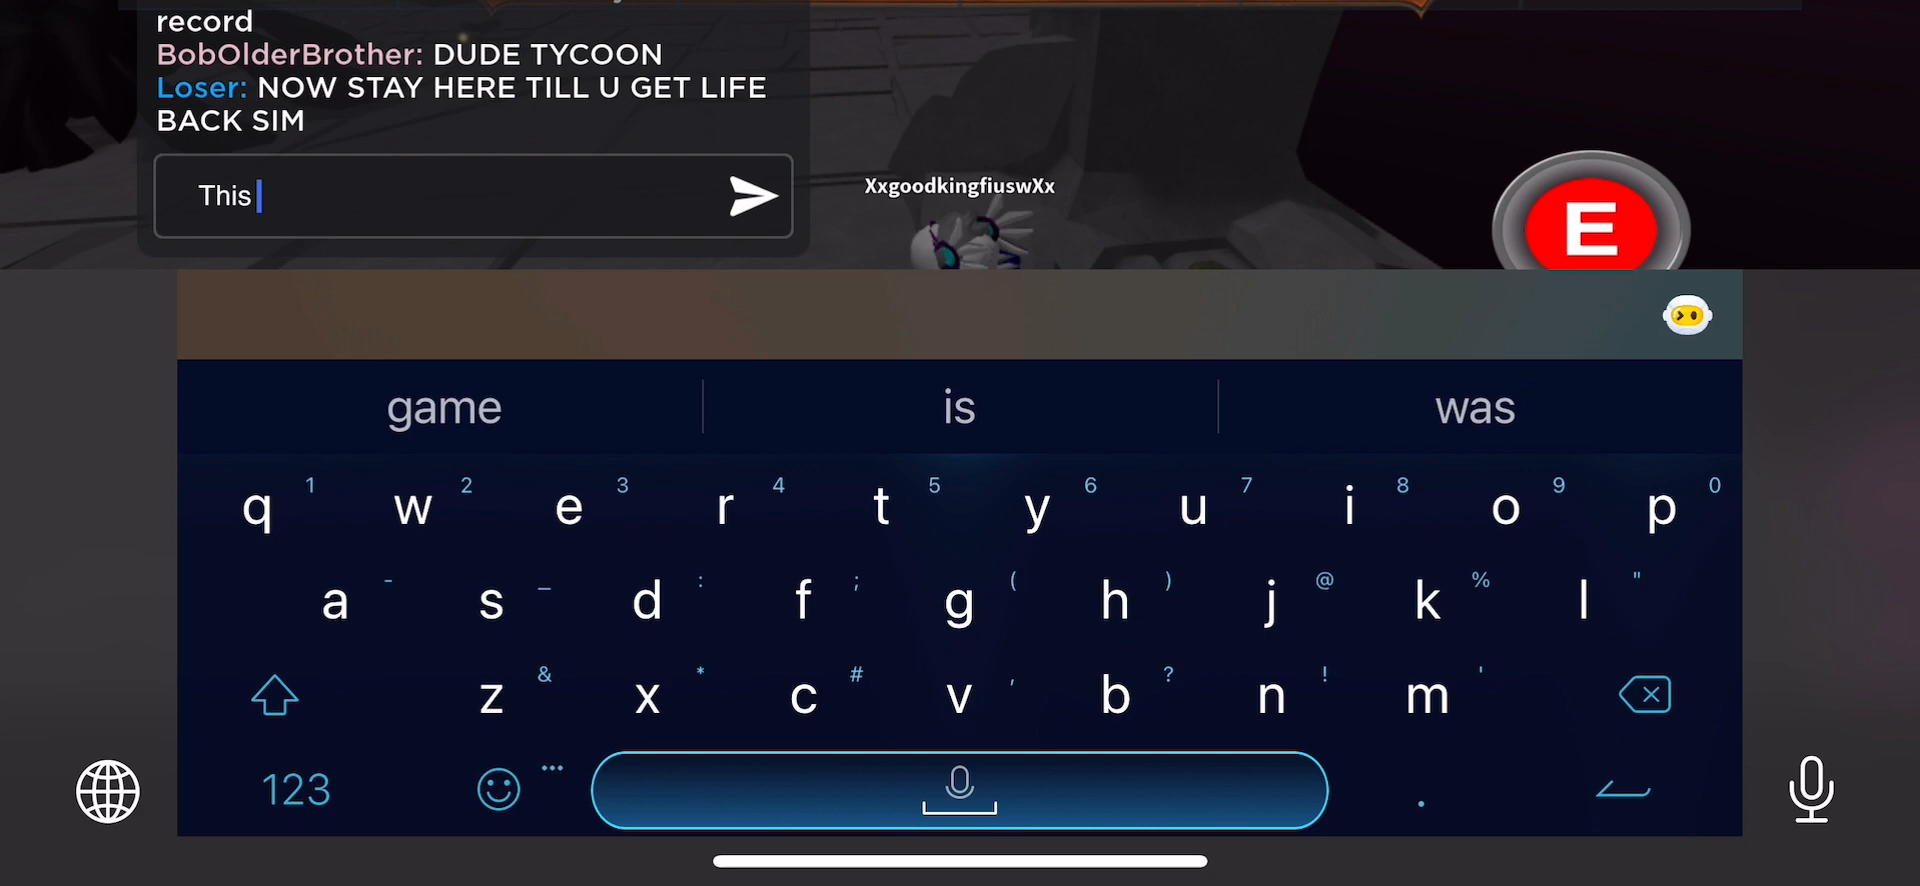 record
BobOlderBrother: DUDE TYCOON
Loser: NOW STAY HERE TILL U GET LIFE
BACK SIM
This
XxgoodkingfiuswXx
E
game is was
q 1 w 2 e 3 r 4 t 5 y 6 u 7 i 8 o 9 p 0
a - s _ d : f ; g ( h ) j @ k % l "
z & x * c # v , b ? n ! m '
123 ... .